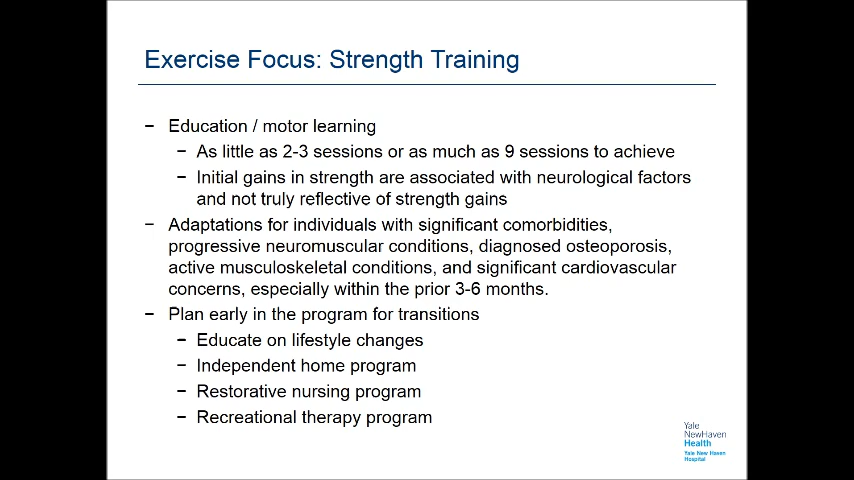 Exercise Focus: Strength Training
− Education / motor learning
− As little as 2-3 sessions or as much as 9 sessions to achieve
− Initial gains in strength are associated with neurological factors
and not truly reflective of strength gains
− Adaptations for individuals with significant comorbidities,
progressive neuromuscular conditions, diagnosed osteoporosis,
active musculoskeletal conditions, and significant cardiovascular
concerns, especially within the prior 3-6 months.
− Plan early in the program for transitions
− Educate on lifestyle changes
− Independent home program
− Restorative nursing program
− Recreational therapy program
Yale
NewHaven
Health
Yale New Haven
Hospital